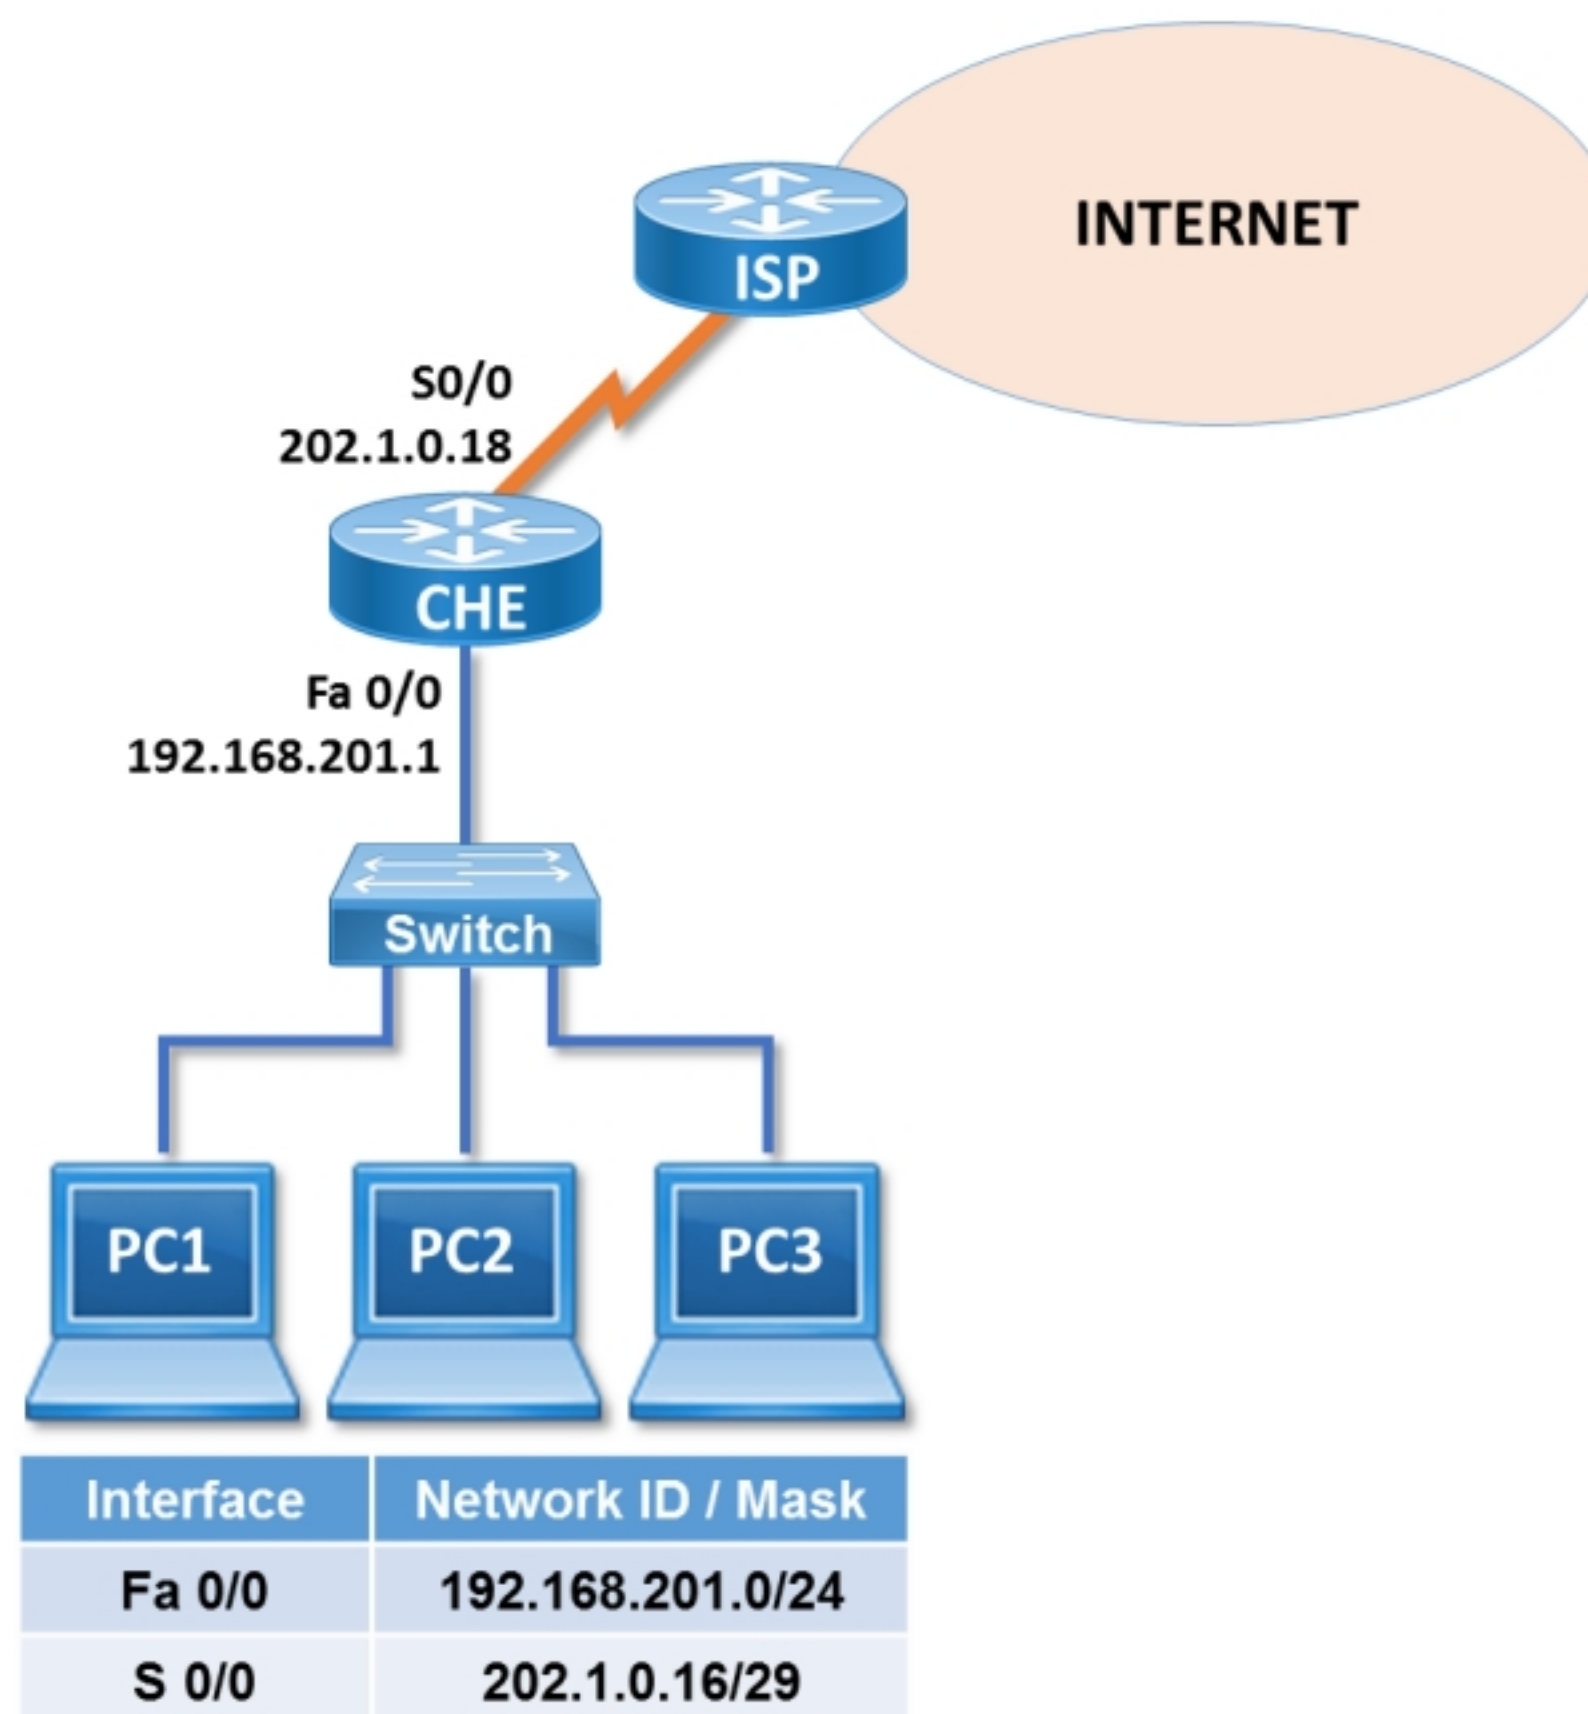 INTERNET
ISP
S0/0
202.1.0.18
CHE
Fa 0/0
192.168.201.1
Switch
PC1 PC2 PC3
Interface Network ID / Mask
Fa 0/0 192.168.201.0/24
S 0/0 202.1.0.16/29